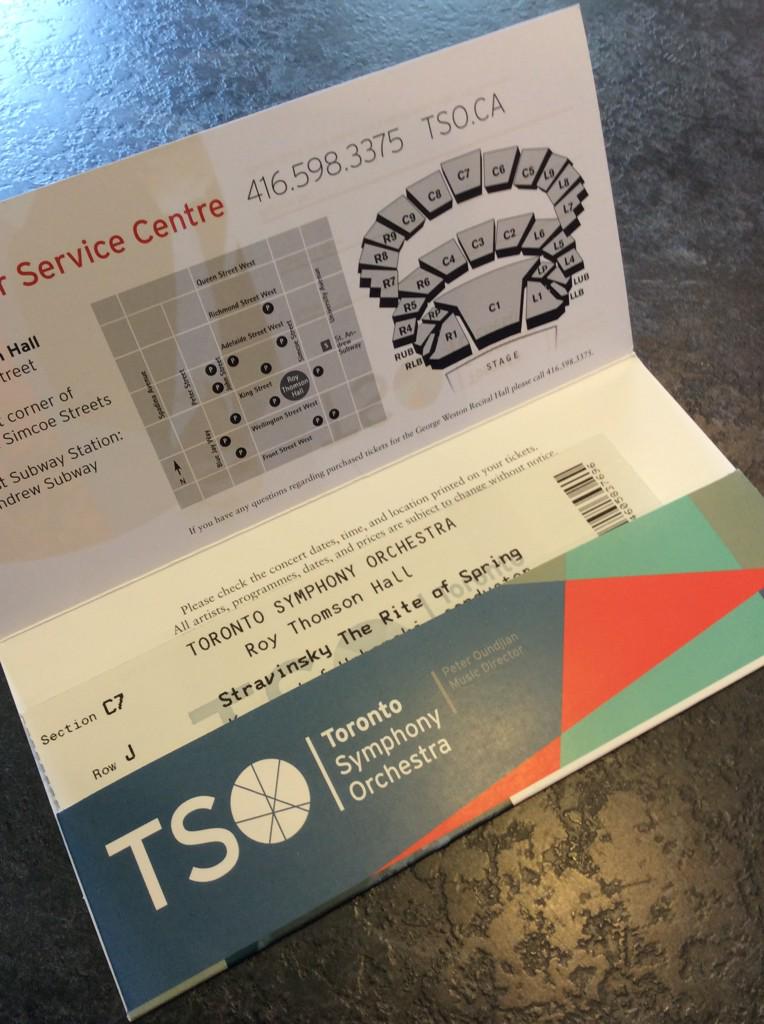 r Service Centre 416.598.3375 TSO.CA
Hall
treet
corner of
Simcoe Streets
t Subway Station:
ndrew Subway
Queen Street West
Richmond Street West
Adelaide Street West
King Street
Wellington Street West
Front Street West
Spadina Avenue
Peter Street
John Street
Blue Jay Way
Simcoe Street
University Avenue
St. An-
drew
Subway
Roy
Thomson
Hall
N
P
P
P
P
P
P
P
P
P
P
P
P
P
R7
R8
R9
C9
C8
C7
C6
C5
L9
L8
L7
R4
R5
R6
C4
C3
C2
L6
L5
L4
RUB
RLB
RP
R1
C1
L1
LP
LUB
LLB
STAGE
If you have any questions regarding purchased tickets for the George Weston Recital Hall please call 416.598.3375.
Please check the concert dates, time, and location printed on your tickets.
All artists, programmes, dates, and prices are subject to change without notice.
TORONTO SYMPHONY ORCHESTRA
Roy Thomson Hall
Stravinsky The Rite of Spring
Section C7
Row J
TSO
Toronto
Symphony
Orchestra
Peter Oundjian
Music Director